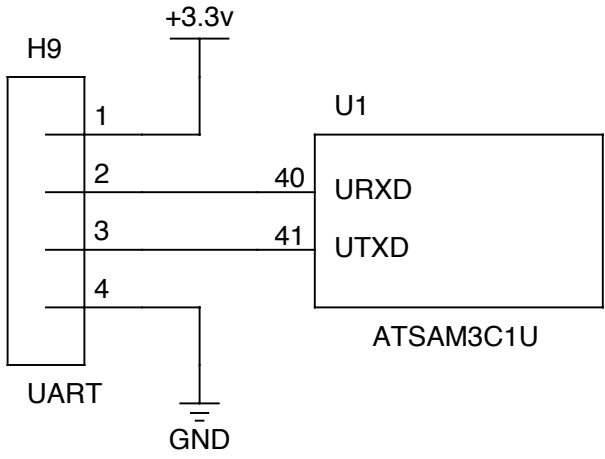 +3.3v
H9
U1
1
2
40
URXD
3
41
UTXD
4
ATSAM3C1U
UART
GND